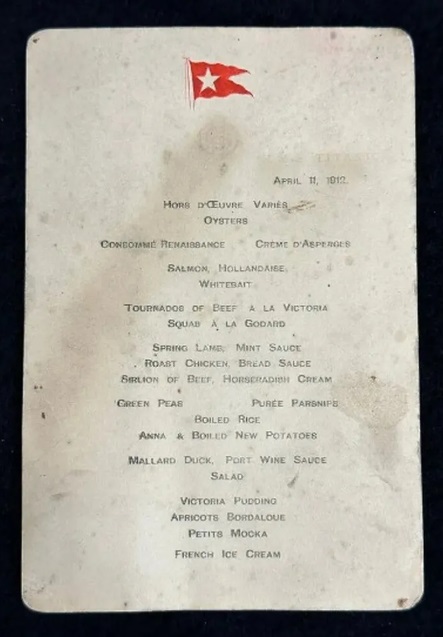 April 11, 1912.
Hors d'Œuvre Variés
Oysters
Consommé Renaissance Crème d'Asperges
Salmon, Hollandaise
Whitebait
Tournados of Beef à la Victoria
Squab à la Godard
Spring Lamb, Mint Sauce
Roast Chicken, Bread Sauce
Sirlion of Beef, Horseradish Cream
Green Peas Purée Parsnips
Boiled Rice
Anna & Boiled New Potatoes
Mallard Duck, Port Wine Sauce
Salad
Victoria Pudding
Apricots Bordaloue
Petits Mocka
French Ice Cream